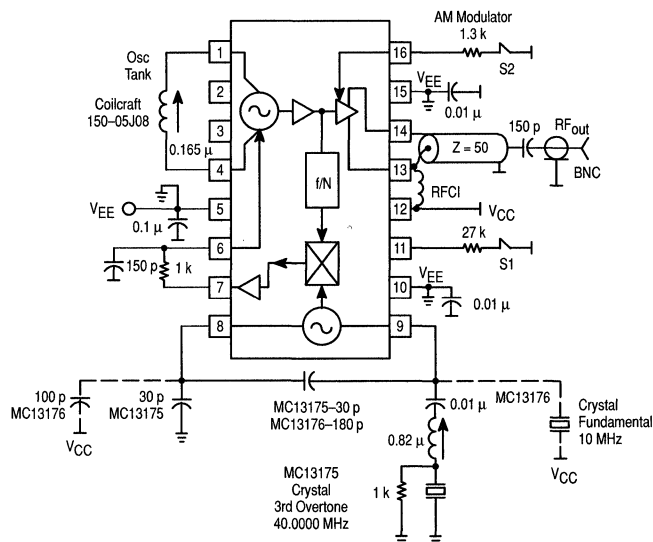 AM Modulator
1.3 k
S2
Osc
Tank
Coilcraft
150–05J08
0.165 µ
1
2
3
4
5
6
7
8
16
15
14
13
12
11
10
9
VEE
0.01 µ
150 p
RFout
Z = 50
BNC
RFCI
VCC
f/N
VEE
0.1 µ
27 k
S1
150 p
1 k
VEE
0.01 µ
100 p
MC13176
VCC
30 p
MC13175
MC13175–30 p
MC13176–180 p
0.01 µ
MC13176
0.82 µ
Crystal
Fundamental
10 MHz
VCC
MC13175
Crystal
3rd Overtone
40.0000 MHz
1 k